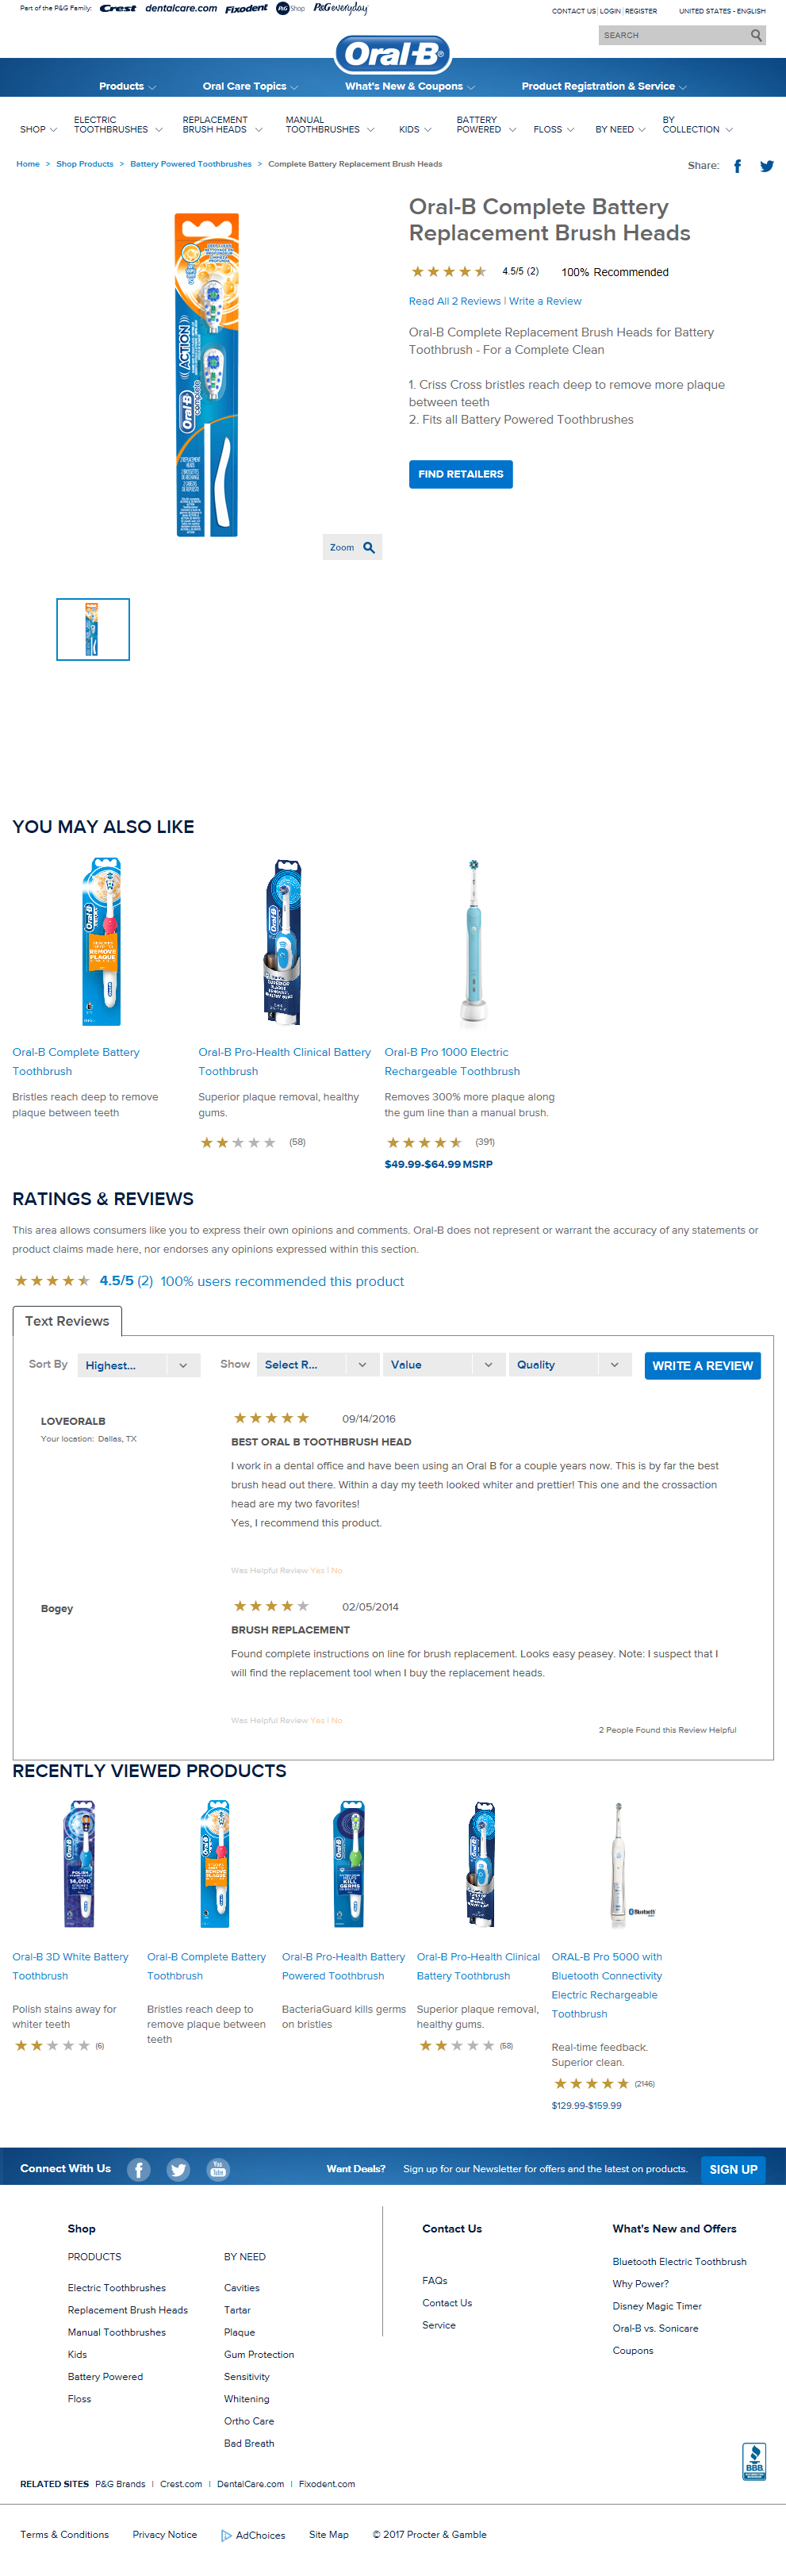 Part of the P&G Family: Crest dentalcare.com Fixodent P&G Shop P&G everyday
CONTACT US | LOGIN | REGISTER UNITED STATES - ENGLISH
SEARCH
Oral-B
Products Oral Care Topics What's New & Coupons Product Registration & Service
SHOP ELECTRIC TOOTHBRUSHES REPLACEMENT BRUSH HEADS MANUAL TOOTHBRUSHES KIDS BATTERY POWERED FLOSS BY NEED BY COLLECTION
Home > Shop Products > Battery Powered Toothbrushes > Complete Battery Replacement Brush Heads
Share:
Oral-B Complete Battery
Replacement Brush Heads
4.5/5 (2) 100% Recommended
Read All 2 Reviews | Write a Review
Oral-B Complete Replacement Brush Heads for Battery
Toothbrush - For a Complete Clean
1. Criss Cross bristles reach deep to remove more plaque
between teeth
2. Fits all Battery Powered Toothbrushes
FIND RETAILERS
Oral-B complete ACTION
Zoom
YOU MAY ALSO LIKE
Oral-B Complete Battery
Toothbrush
Bristles reach deep to remove
plaque between teeth
Oral-B Pro-Health Clinical Battery
Toothbrush
Superior plaque removal, healthy
gums.
(58)
Oral-B Pro 1000 Electric
Rechargeable Toothbrush
Removes 300% more plaque along
the gum line than a manual brush.
(391)
$49.99-$64.99 MSRP
RATINGS & REVIEWS
This area allows consumers like you to express their own opinions and comments. Oral-B does not represent or warrant the accuracy of any statements or
product claims made here, nor endorses any opinions expressed within this section.
4.5/5 (2) 100% users recommended this product
Text Reviews
Sort By Highest... Show Select R... Value Quality WRITE A REVIEW
LOVEORALB
Your location: Dallas, TX
09/14/2016
BEST ORAL B TOOTHBRUSH HEAD
I work in a dental office and have been using an Oral B for a couple years now. This is by far the best
brush head out there. Within a day my teeth looked whiter and prettier! This one and the crossaction
head are my two favorites!
Yes, I recommend this product.
Was Helpful Review Yes | No
Bogey
02/05/2014
BRUSH REPLACEMENT
Found complete instructions on line for brush replacement. Looks easy peasey. Note: I suspect that I
will find the replacement tool when I buy the replacement heads.
Was Helpful Review Yes | No
2 People Found this Review Helpful
RECENTLY VIEWED PRODUCTS
Oral-B 3D White Battery
Toothbrush
Polish stains away for
whiter teeth
(6)
Oral-B Complete Battery
Toothbrush
Bristles reach deep to
remove plaque between
teeth
Oral-B Pro-Health Battery
Powered Toothbrush
BacteriaGuard kills germs
on bristles
Oral-B Pro-Health Clinical
Battery Toothbrush
Superior plaque removal,
healthy gums.
(58)
Bluetooth
ORAL-B Pro 5000 with
Bluetooth Connectivity
Electric Rechargeable
Toothbrush
Real-time feedback.
Superior clean.
(2146)
$129.99-$159.99
Connect With Us
Want Deals? Sign up for our Newsletter for offers and the latest on products. SIGN UP
Shop
PRODUCTS
Electric Toothbrushes
Replacement Brush Heads
Manual Toothbrushes
Kids
Battery Powered
Floss
BY NEED
Cavities
Tartar
Plaque
Gum Protection
Sensitivity
Whitening
Ortho Care
Bad Breath
Contact Us
FAQs
Contact Us
Service
What's New and Offers
Bluetooth Electric Toothbrush
Why Power?
Disney Magic Timer
Oral-B vs. Sonicare
Coupons
BBB
RELATED SITES P&G Brands | Crest.com | DentalCare.com | Fixodent.com
Terms & Conditions Privacy Notice AdChoices Site Map © 2017 Procter & Gamble